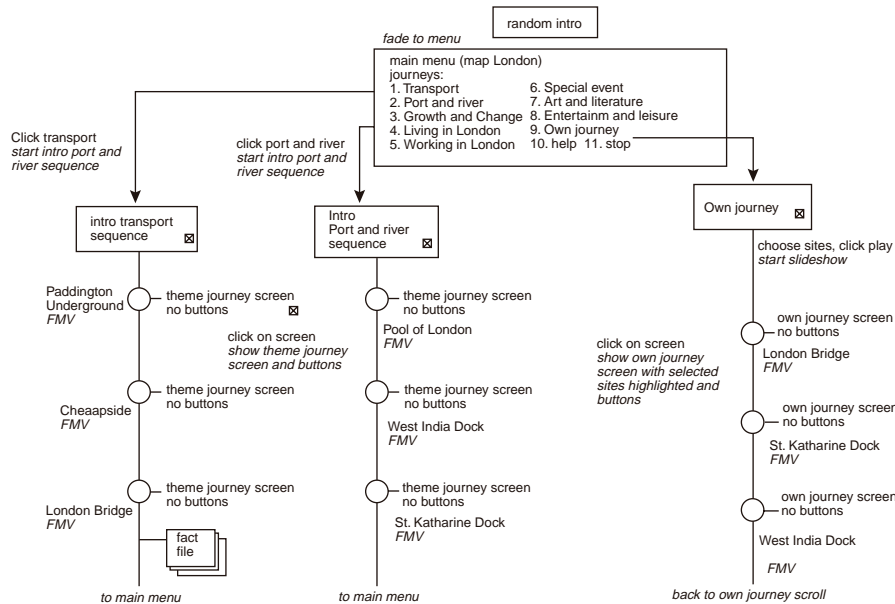 random intro
fade to menu
main menu (map London)
journeys:
1. Transport
2. Port and river
3. Growth and Change
4. Living in London
5. Working in London
6. Special event
7. Art and literature
8. Entertainm and leisure
9. Own journey
10. help 11. stop
Click transport
start intro port and
river sequence
click port and river
start intro port and
river sequence
intro transport
sequence
Intro
Port and river
sequence
Own journey
choose sites, click play
start slideshow
Paddington
Underground
FMV
theme journey screen
no buttons
click on screen
show theme journey
screen and buttons
Cheaapside
FMV
theme journey screen
no buttons
London Bridge
FMV
theme journey screen
no buttons
fact
file
to main menu
theme journey screen
no buttons
Pool of London
FMV
theme journey screen
no buttons
West India Dock
FMV
theme journey screen
no buttons
St. Katharine Dock
FMV
to main menu
click on screen
show own journey
screen with selected
sites highlighted and
buttons
own journey screen
no buttons
London Bridge
FMV
own journey screen
no buttons
St. Katharine Dock
FMV
own journey screen
no buttons
West India Dock
FMV
back to own journey scroll